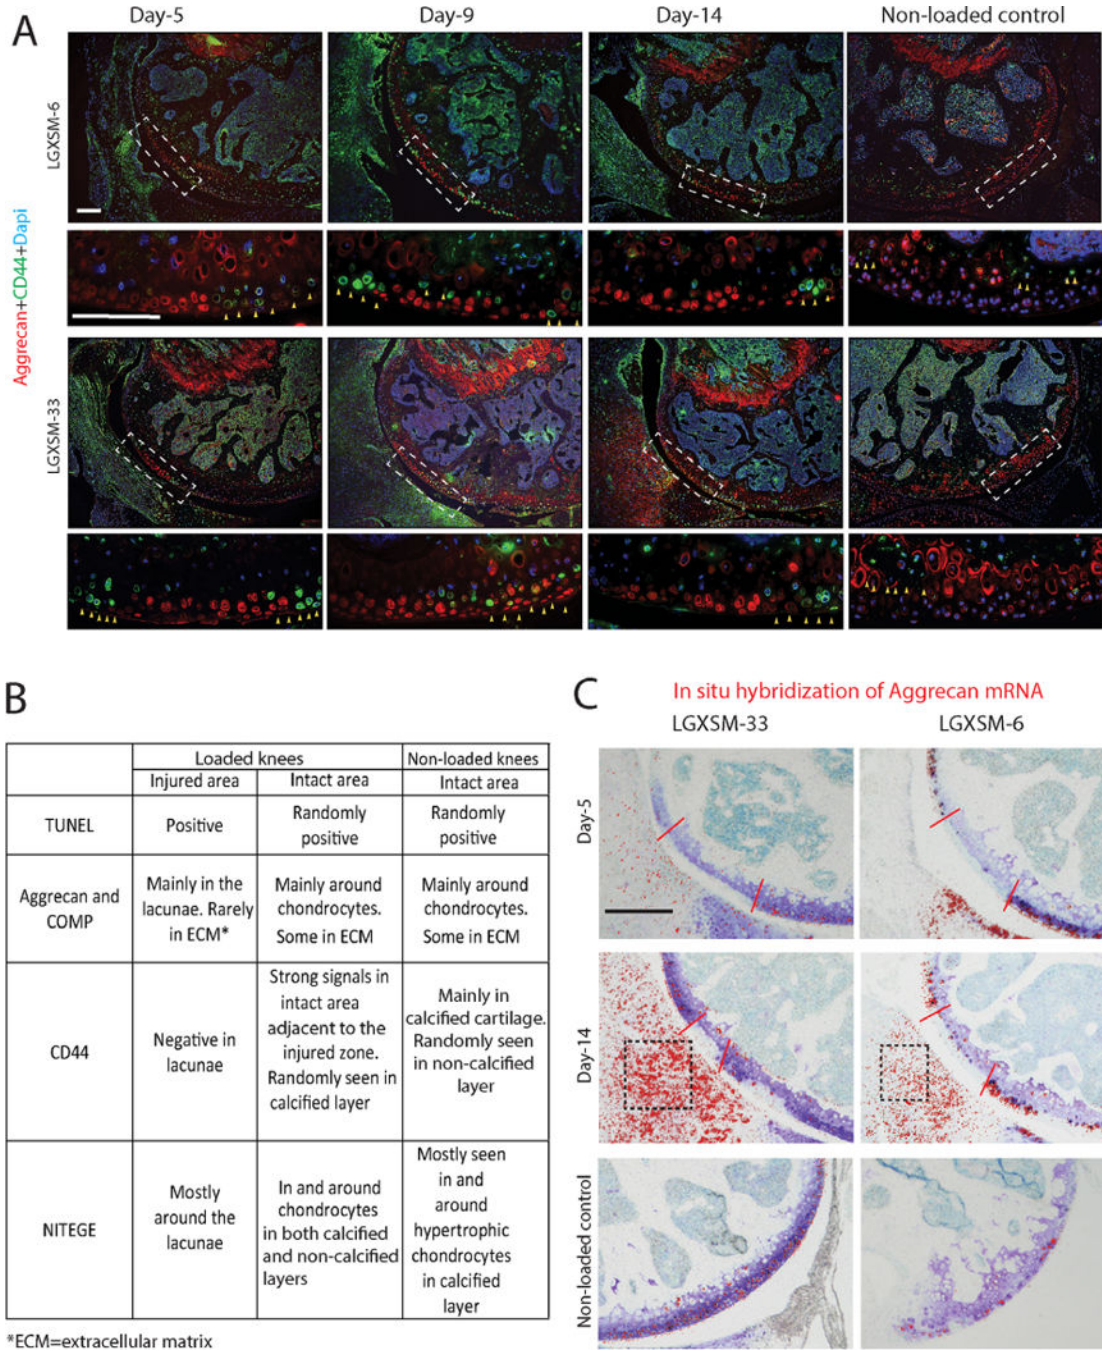 A
Day-5
Day-9
Day-14
Non-loaded control
LGXSM-6
Aggrecan+CD44+Dapi
LGXSM-33
B
Loaded knees
Non-loaded knees
Injured area
Intact area
Intact area
TUNEL
Positive
Randomly
positive
Randomly
positive
Aggrecan and
COMP
Mainly in the
lacunae. Rarely
in ECM*
Mainly around
chondrocytes.
Some in ECM
Mainly around
chondrocytes.
Some in ECM
CD44
Negative in
lacunae
Strong signals in
intact area
adjacent to the
injured zone.
Randomly seen in
calcified layer
Mainly in
calcified cartilage.
Randomly seen
in non-calcified
layer
NITEGE
Mostly
around the
lacunae
In and around
chondrocytes
in both calcified
and non-calcified
layers
Mostly seen
in and
around
hypertrophic
chondrocytes
in calcified
layer
*ECM=extracellular matrix
C
In situ hybridization of Aggrecan mRNA
LGXSM-33
LGXSM-6
Day-5
Day-14
Non-loaded control